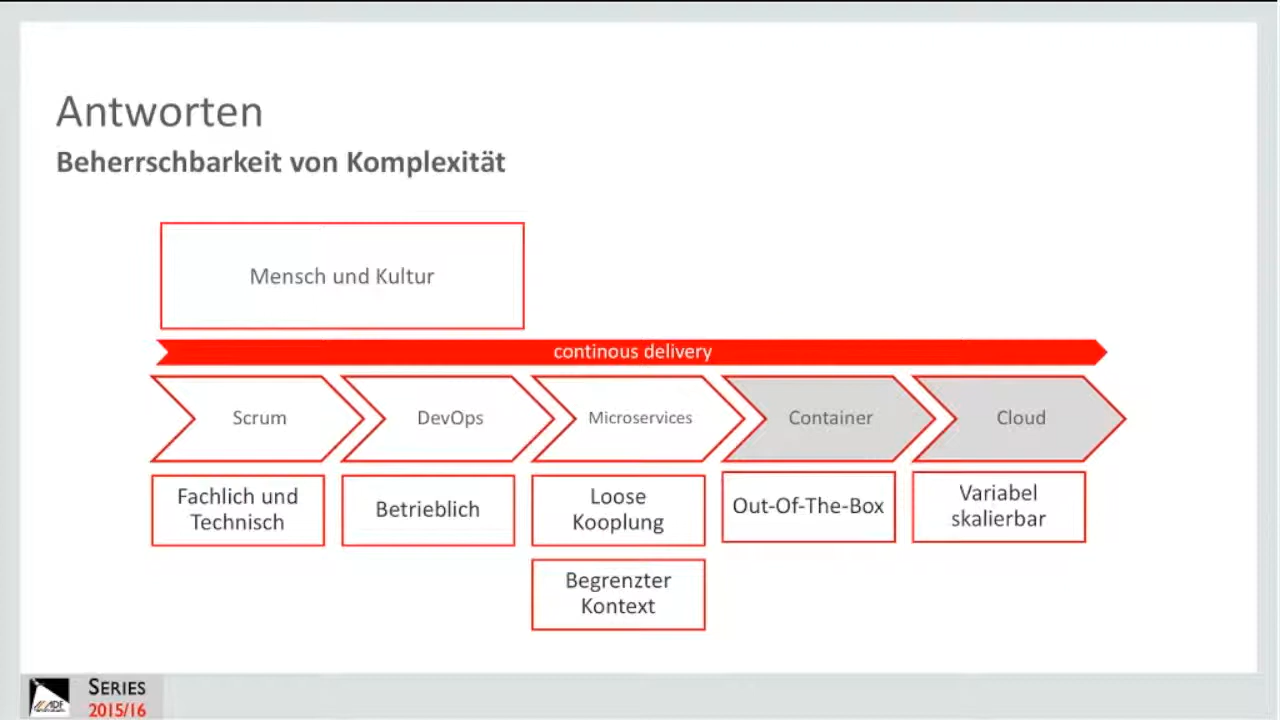 Antworten
Beherrschbarkeit von Komplexität
Mensch und Kultur
continous delivery
Scrum
DevOps
Microservices
Container
Cloud
Fachlich und
Technisch
Betrieblich
Loose
Kooplung
Out-Of-The-Box
Variabel
skalierbar
Begrenzter
Kontext
ADF
SERIES
2015/16